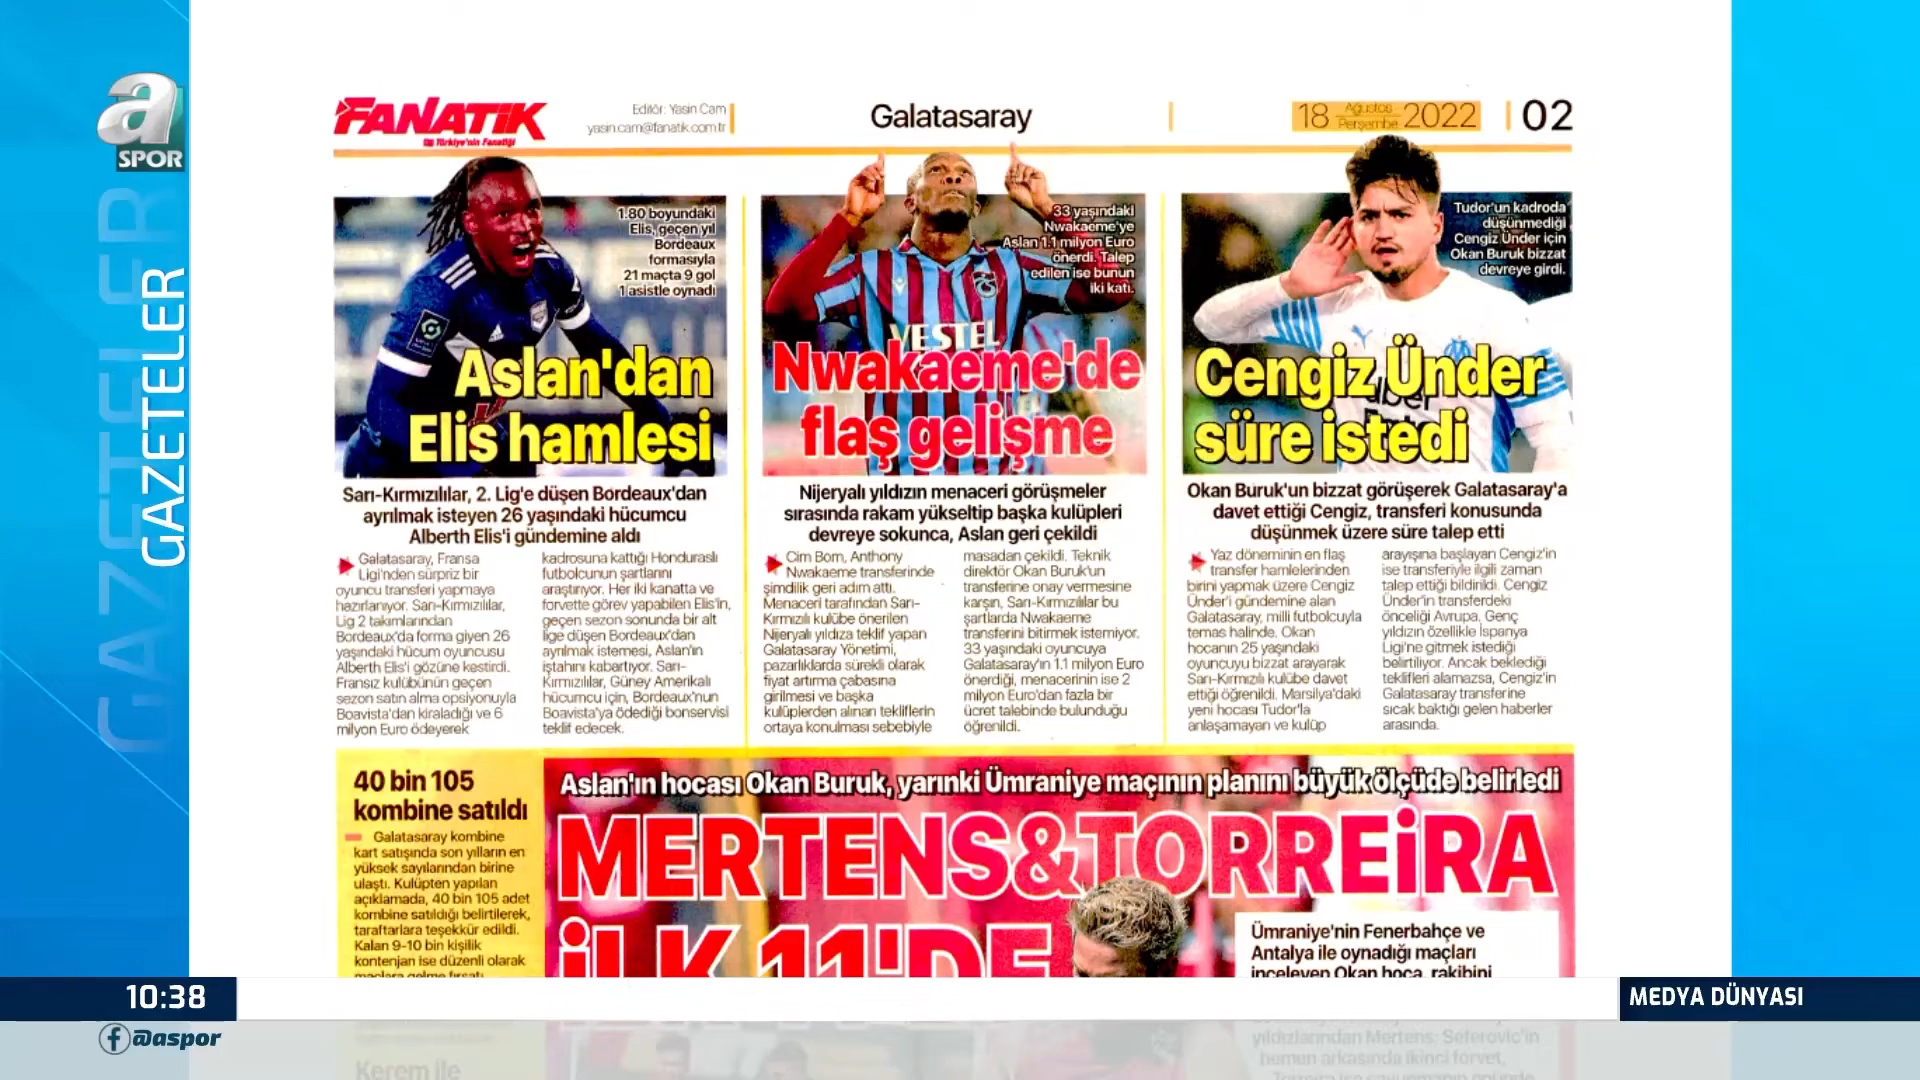 a
SPOR
GAZETELER
GAZETELER
FANATİK
Türkiye'nin Fanatiği
Editör: Yasin Cam
yasin.cam@fanatik.com.tr
Galatasaray
18 Ağustos Perşembe 2022
02
1.80 boyundaki
Elis, geçen yıl
Bordeaux
formasıyla
21 maçta 9 gol
1 asistle oynadı
Aslan'dan
Elis hamlesi
Sarı-Kırmızılılar, 2. Lig'e düşen Bordeaux'dan
ayrılmak isteyen 26 yaşındaki hücumcu
Alberth Elis'i gündemine aldı
Galatasaray, Fransa
Ligi'nden sürpriz bir
oyuncu transferi yapmaya
hazırlanıyor. Sarı-Kırmızılılar,
Lig 2 takımlarından
Bordeaux'da forma giyen 26
yaşındaki hücum oyuncusu
Alberth Elis'i gözüne kestirdi.
Fransız kulübünün geçen
sezon satın alma opsiyonuyla
Boavista'dan kiraladığı ve 6
milyon Euro ödeyerek
kadrosuna kattığı Honduraslı
futbolcunun şartlarını
araştırıyor. Her iki kanatta ve
forvette görev yapabilen Elis'in,
geçen sezon sonunda bir alt
lige düşen Bordeaux'dan
ayrılmak istemesi, Aslan'ın
iştahını kabartıyor. Sarı-
Kırmızılılar, Güney Amerikalı
hücumcu için, Bordeaux'nun
Boavista'ya ödediği bonservisi
teklif edecek.
33 yaşındaki
Nwakaeme'ye
Aslan 1.1 milyon Euro
önerdi. Talep
edilen ise bunun
iki katı.
VESTEL
Nwakaeme'de
flaş gelişme
Nijeryalı yıldızın menaceri görüşmeler
sırasında rakam yükseltip başka kulüpleri
devreye sokunca, Aslan geri çekildi
Cim Bom, Anthony
Nwakaeme transferinde
şimdilik geri adım attı.
Menaceri tarafından Sarı-
Kırmızılı kulübe önerilen
Nijeryalı yıldıza teklif yapan
Galatasaray Yönetimi,
pazarlıklarda sürekli olarak
fiyat artırma çabasına
girilmesi ve başka
kulüplerden alınan tekliflerin
ortaya konulması sebebiyle
masadan çekildi. Teknik
direktör Okan Buruk'un
transferine onay vermesine
karşın, Sarı-Kırmızılılar bu
şartlarda Nwakaeme
transferini bitirmek istemiyor.
33 yaşındaki oyuncuya
Galatasaray'ın 1.1 milyon Euro
önerdiği, menacerinin ise 2
milyon Euro'dan fazla bir
ücret talebinde bulunduğu
öğrenildi.
Tudor'un kadroda
düşünmediği
Cengiz Ünder için
Okan Buruk bizzat
devreye girdi.
Cengiz Ünder
süre istedi
Okan Buruk'un bizzat görüşerek Galatasaray'a
davet ettiği Cengiz, transferi konusunda
düşünmek üzere süre talep etti
Yaz döneminin en flaş
transfer hamlelerinden
birini yapmak üzere Cengiz
Ünder'i gündemine alan
Galatasaray, milli futbolcuyla
temas halinde. Okan
hocanın 25 yaşındaki
oyuncuyu bizzat arayarak
Sarı-Kırmızılı kulübe davet
ettiği öğrenildi. Marsilya'daki
yeni hocası Tudor'la
anlaşamayan ve kulüp
arayışına başlayan Cengiz'in
ise transferiyle ilgili zaman
talep ettiği bildirildi. Cengiz
Ünder'in transferdeki
önceliği Avrupa. Genç
yıldızın özellikle İspanya
Ligi'ne gitmek istediği
belirtiliyor. Ancak beklediği
teklifleri alamazsa, Cengiz'in
Galatasaray transferine
sıcak baktığı gelen haberler
arasında.
40 bin 105
kombine satıldı
Galatasaray kombine
kart satışında son yılların en
yüksek sayılarından birine
ulaştı. Kulüpten yapılan
açıklamada, 40 bin 105 adet
kombine satıldığı belirtilerek,
taraftarlara teşekkür edildi.
Kalan 9-10 bin kişilik
kontenjan ise düzenli olarak
maçlara gelme fırsatı
Aslan'ın hocası Okan Buruk, yarınki Ümraniye maçının planını büyük ölçüde belirledi
MERTENS&TORREİRA
İLK 11'DE
Ümraniye'nin Fenerbahçe ve
Antalya ile oynadığı maçları
inceleyen Okan hoca, rakibini
10:38
MEDYA DÜNYASI
@aspor
Kerem ile
yıldızlarından Mertens; Seferovic'in
hemen arkasında ikinci forvet,